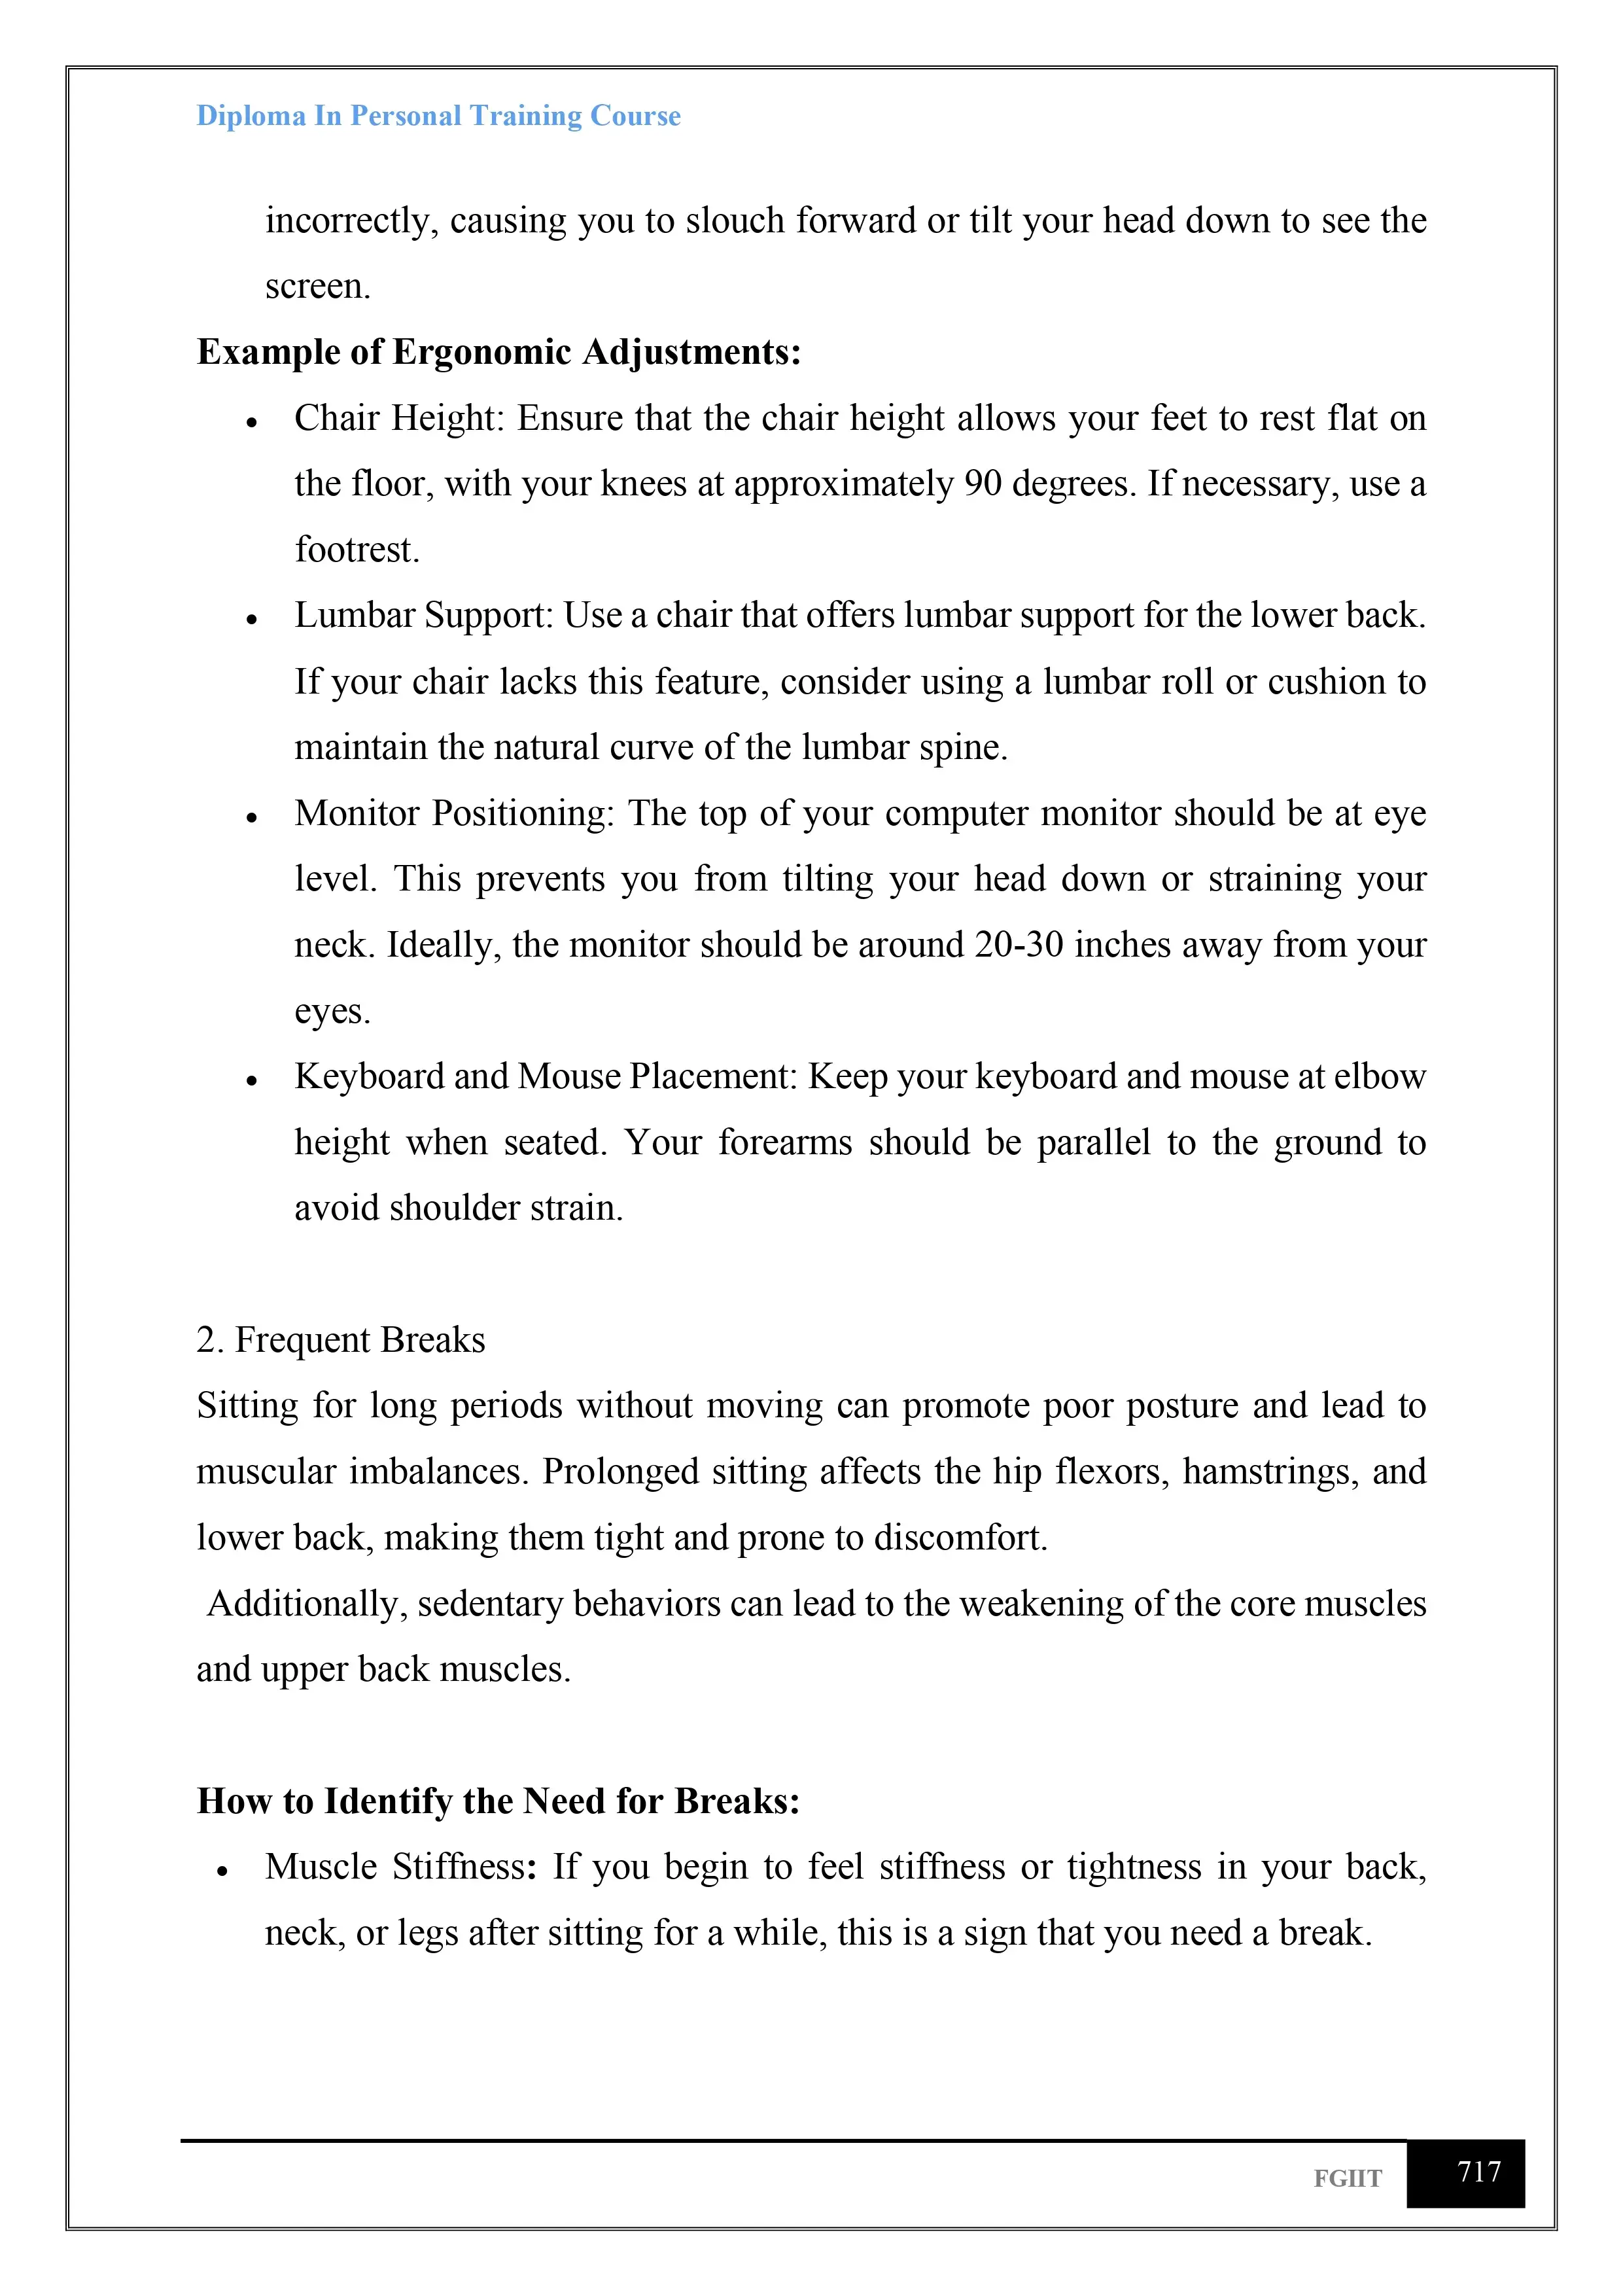 Diploma In Personal Training Course
incorrectly, causing you to slouch forward or tilt your head down to see the
screen.
Example of Ergonomic Adjustments:
• Chair Height: Ensure that the chair height allows your feet to rest flat on
the floor, with your knees at approximately 90 degrees. If necessary, use a
footrest.
• Lumbar Support: Use a chair that offers lumbar support for the lower back.
If your chair lacks this feature, consider using a lumbar roll or cushion to
maintain the natural curve of the lumbar spine.
• Monitor Positioning: The top of your computer monitor should be at eye
level. This prevents you from tilting your head down or straining your
neck. Ideally, the monitor should be around 20-30 inches away from your
eyes.
• Keyboard and Mouse Placement: Keep your keyboard and mouse at elbow
height when seated. Your forearms should be parallel to the ground to
avoid shoulder strain.
2. Frequent Breaks
Sitting for long periods without moving can promote poor posture and lead to
muscular imbalances. Prolonged sitting affects the hip flexors, hamstrings, and
lower back, making them tight and prone to discomfort.
Additionally, sedentary behaviors can lead to the weakening of the core muscles
and upper back muscles.
How to Identify the Need for Breaks:
• Muscle Stiffness: If you begin to feel stiffness or tightness in your back,
neck, or legs after sitting for a while, this is a sign that you need a break.
FGIIT 717